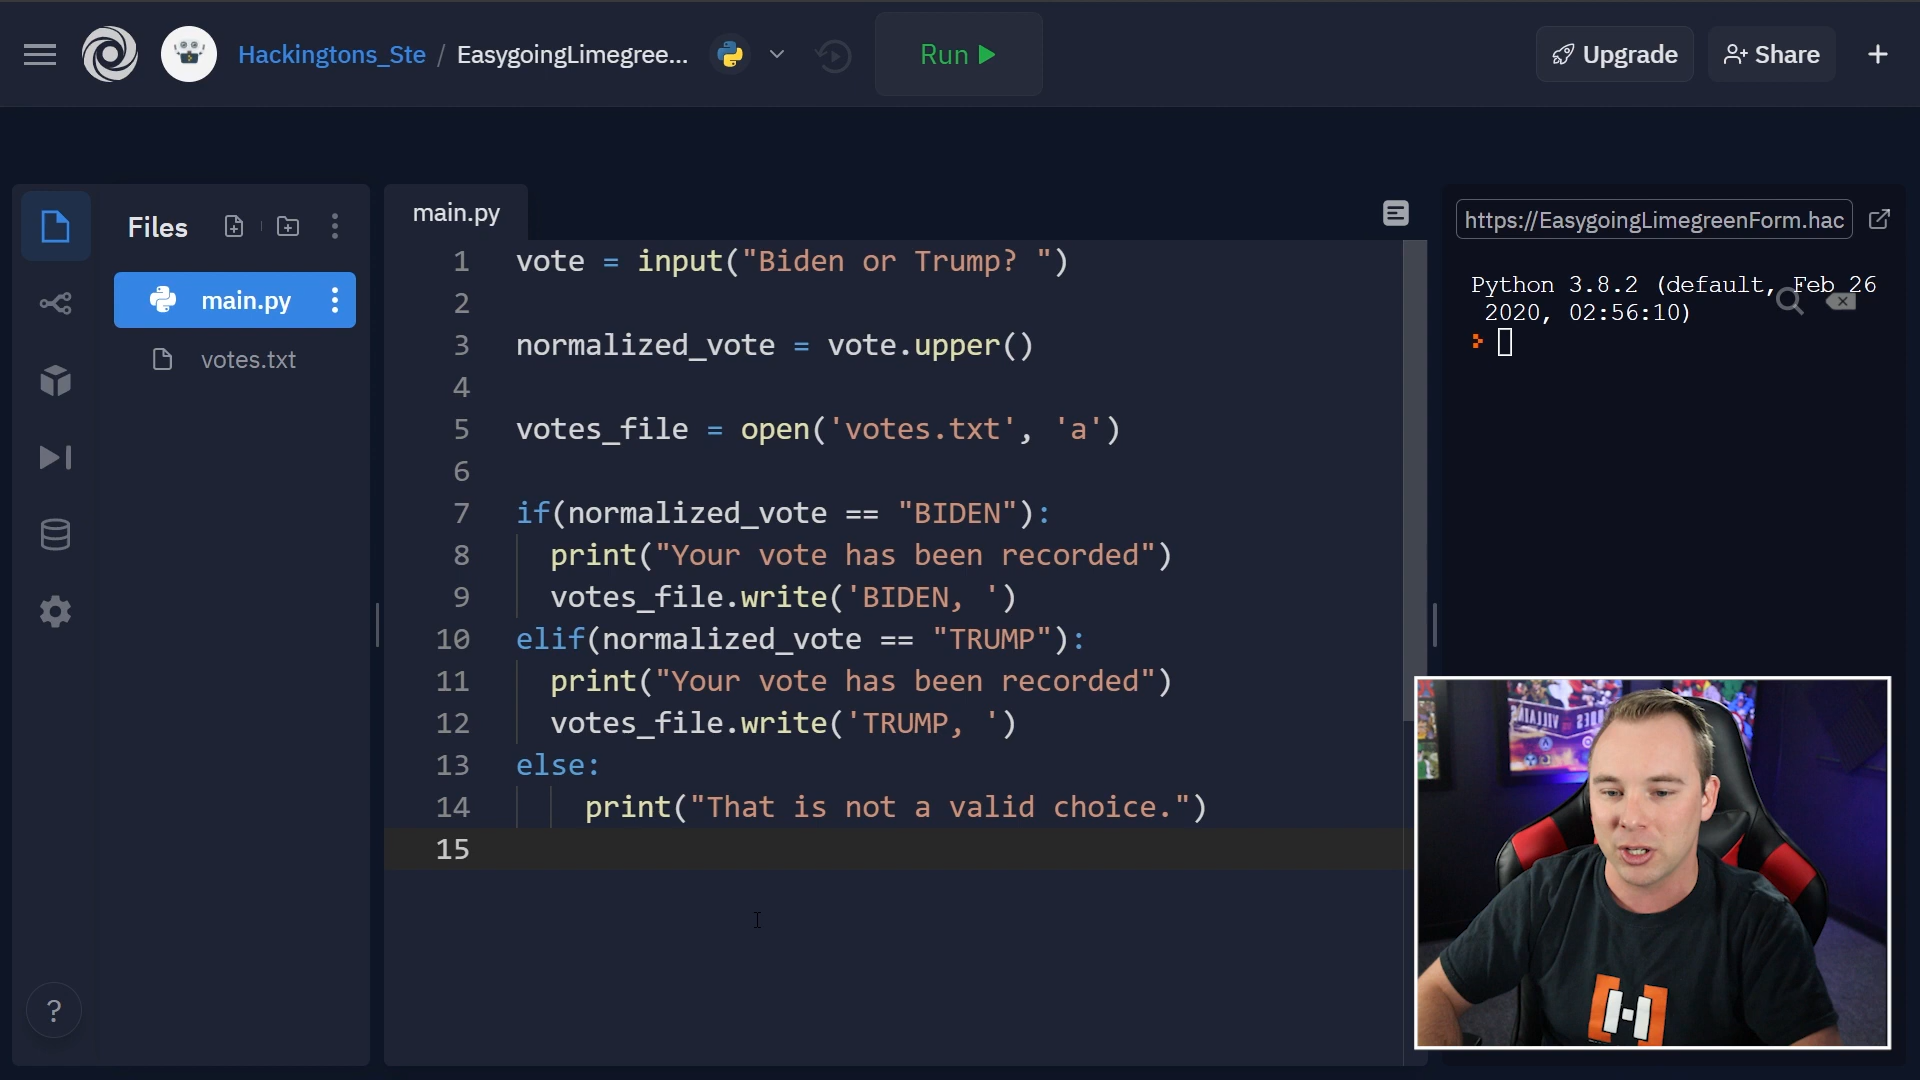 Hackingtons_Ste / EasygoingLimegree...
Run
Upgrade
Share
+
Files
main.py
votes.txt
?
main.py
1 vote = input("Biden or Trump? ")
2
3 normalized_vote = vote.upper()
4
5 votes_file = open('votes.txt', 'a')
6
7 if(normalized_vote == "BIDEN"):
8 print("Your vote has been recorded")
9 votes_file.write('BIDEN, ')
10 elif(normalized_vote == "TRUMP"):
11 print("Your vote has been recorded")
12 votes_file.write('TRUMP, ')
13 else:
14 print("That is not a valid choice.")
15
https://EasygoingLimegreenForm.hac
Python 3.8.2 (default, Feb 26
2020, 02:56:10)
[H]